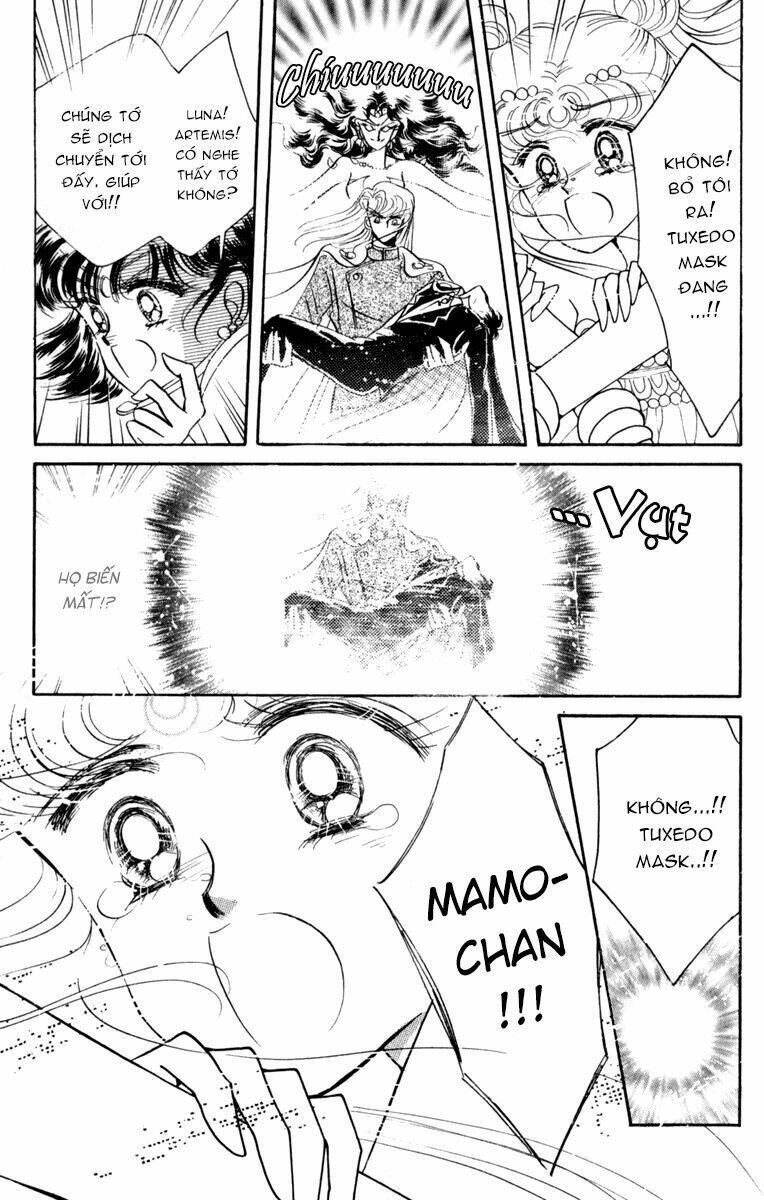 KHÔNG!
BỎ TÔI
RA!
TUXEDO
MASK
ĐANG
...!!
Chíuuuuuuu
LUNA!
ARTEMIS!
CÓ NGHE
THẤY TỚ
KHÔNG?
CHÚNG TỚ
SẼ DỊCH
CHUYỂN TỚI
ĐẤY. GIÚP
VỚI!!
... Vụt
HỌ BIẾN
MẤT!?
KHÔNG...!!
TUXEDO
MASK..!!
MAMO-
CHAN
!!!